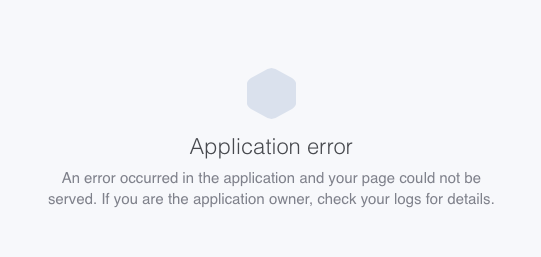 Application error
An error occurred in the application and your page could not be
served. If you are the application owner, check your logs for details.